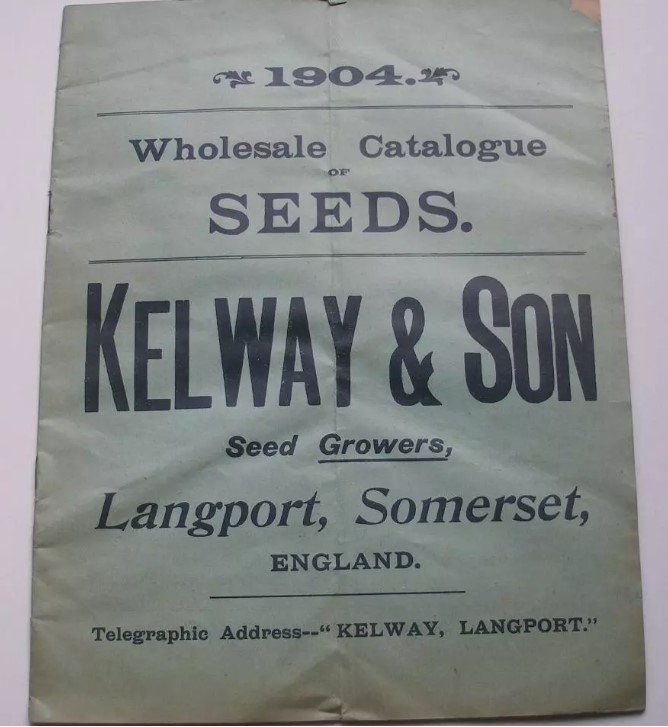 1904.
Wholesale Catalogue
OF
SEEDS.
KELWAY & SON
Seed Growers,
Langport, Somerset,
ENGLAND.
Telegraphic Address--"KELWAY, LANGPORT."